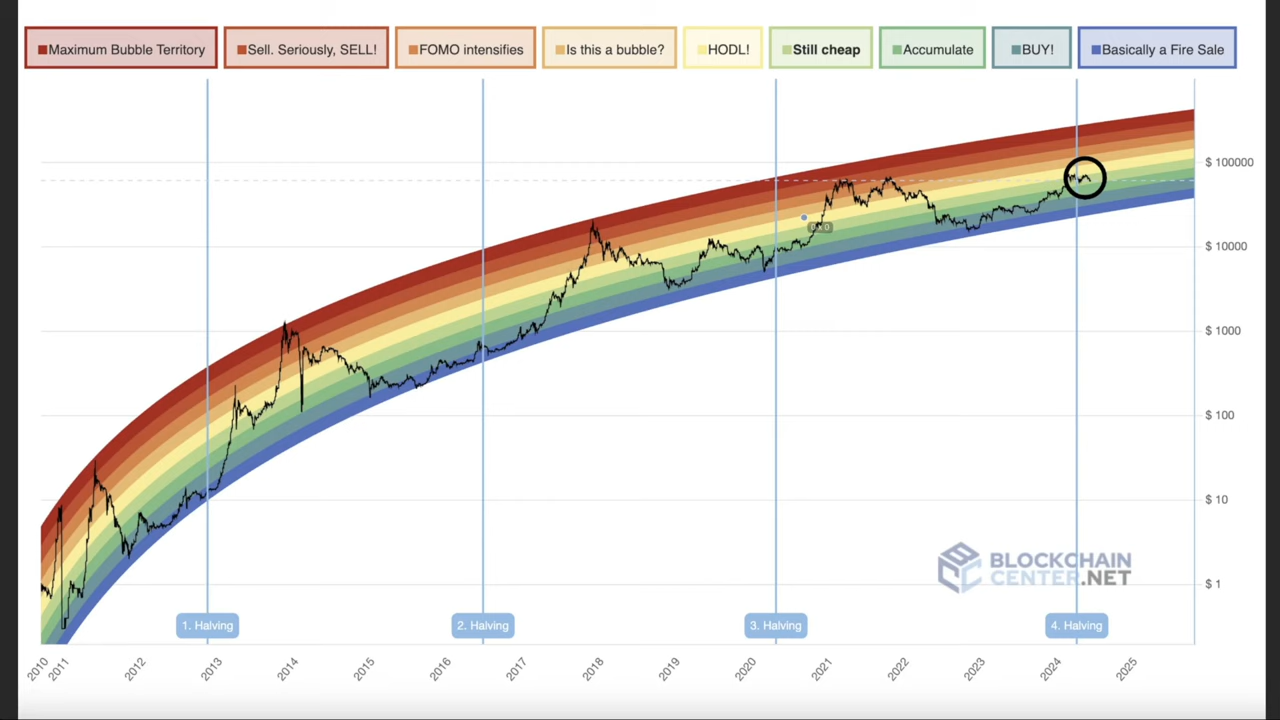 Maximum Bubble Territory
Sell. Seriously, SELL!
FOMO intensifies
Is this a bubble?
HODL!
Still cheap
Accumulate
BUY!
Basically a Fire Sale
$ 100000
$ 10000
$ 1000
$ 100
$ 10
$ 1
BLOCKCHAIN
CENTER.NET
1. Halving
2. Halving
3. Halving
4. Halving
2010
2011
2012
2013
2014
2015
2016
2017
2018
2019
2020
2021
2022
2023
2024
2025